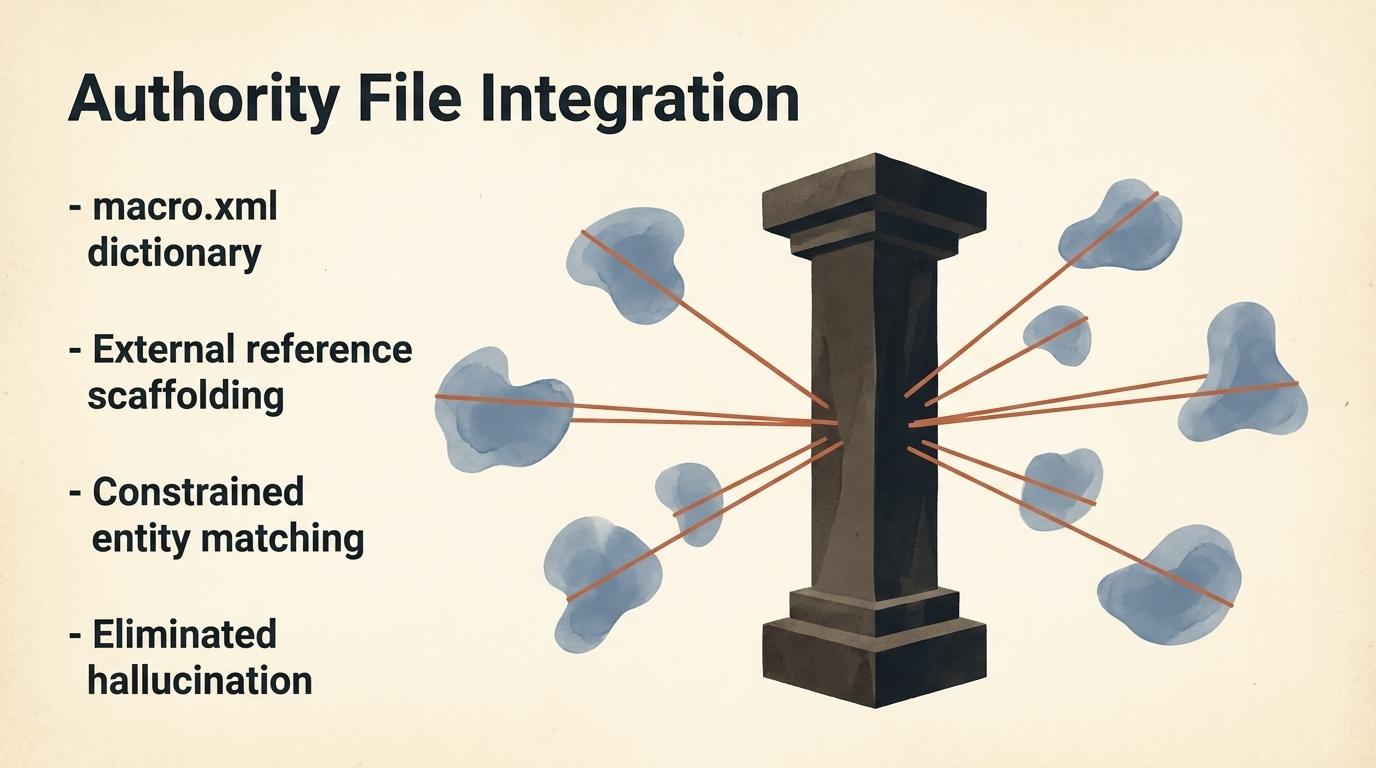 Authority File Integration
- macro.xml
dictionary
- External reference
scaffolding
- Constrained
entity matching
- Eliminated
hallucination